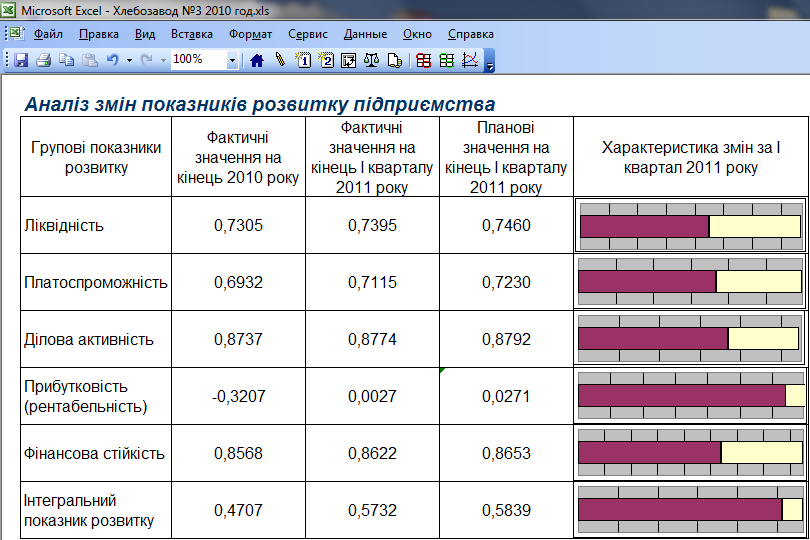 Microsoft Excel - Хлебозавод №3 2010 год.xls
Файл Правка Вид Вставка Формат Сервис Данные Окно Справка
100%
Аналіз змін показників розвитку підприємства
Групові показники
розвитку
Фактичні
значення на
кінець 2010 року
Фактичні
значення на
кінець I кварталу
2011 року
Планові
значення на
кінець I кварталу
2011 року
Характеристика змін за I
квартал 2011 року
Ліквідність 0,7305 0,7395 0,7460
Платоспроможність 0,6932 0,7115 0,7230
Ділова активність 0,8737 0,8774 0,8792
Прибутковість
(рентабельність) -0,3207 0,0027 0,0271
Фінансова стійкість 0,8568 0,8622 0,8653
Інтегральний
показник розвитку 0,4707 0,5732 0,5839